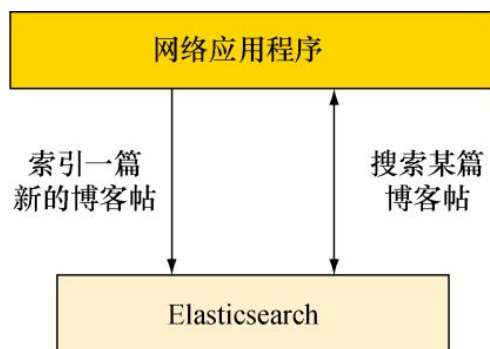 网络应用程序
索引一篇
新的博客帖
搜索某篇
博客帖
Elasticsearch